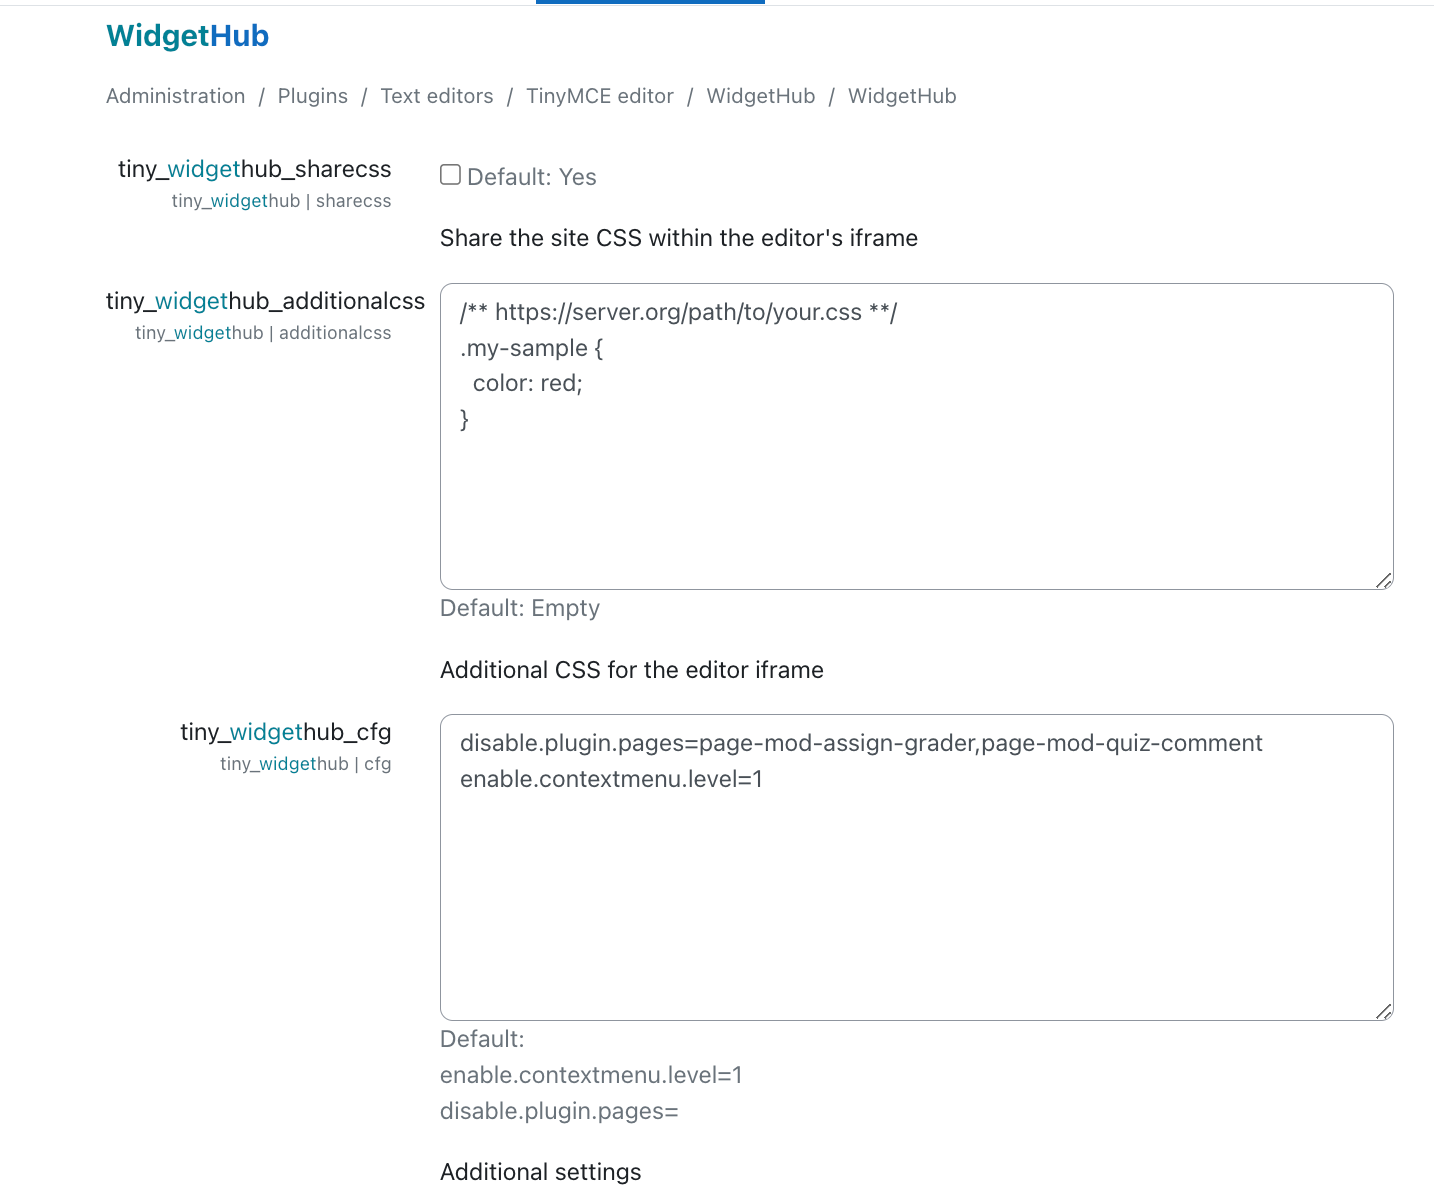 WidgetHub
Administration / Plugins / Text editors / TinyMCE editor / WidgetHub / WidgetHub
tiny_widgethub_sharecss
tiny_widgethub | sharecss
Default: Yes
Share the site CSS within the editor's iframe
tiny_widgethub_additionalcss
tiny_widgethub | additionalcss
/** https://server.org/path/to/your.css **/
.my-sample {
  color: red;
}
Default: Empty
Additional CSS for the editor iframe
tiny_widgethub_cfg
tiny_widgethub | cfg
disable.plugin.pages=page-mod-assign-grader,page-mod-quiz-comment
enable.contextmenu.level=1
Default:
enable.contextmenu.level=1
disable.plugin.pages=
Additional settings